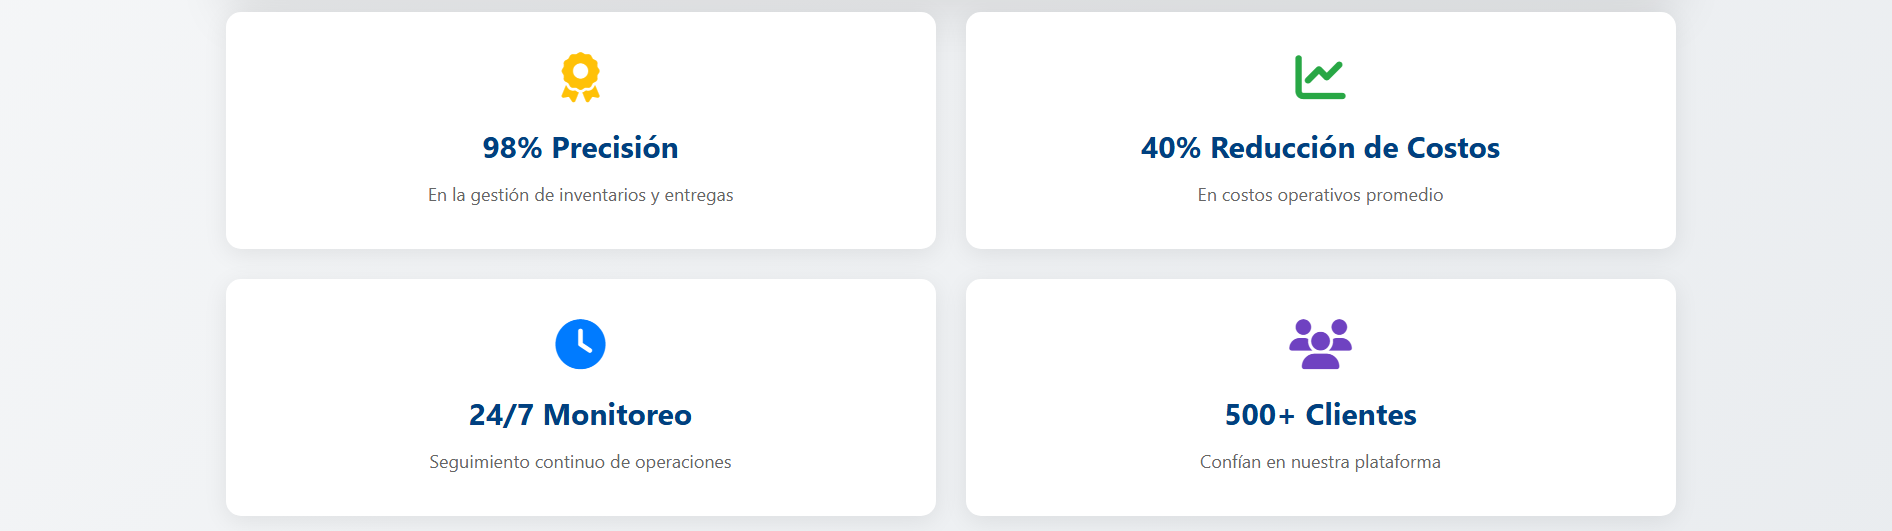 98% Precisión
En la gestión de inventarios y entregas
40% Reducción de Costos
En costos operativos promedio
24/7 Monitoreo
Seguimiento continuo de operaciones
500+ Clientes
Confían en nuestra plataforma